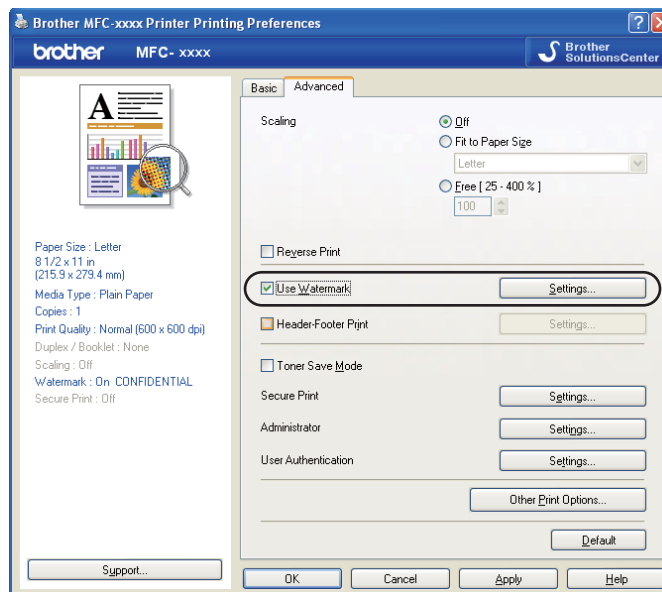 Brother MFC-xxxx Printer Printing Preferences
brother MFC- xxxx
Brother
SolutionsCenter
A
Paper Size : Letter
8 1/2 x 11 in
(215.9 x 279.4 mm)
Media Type : Plain Paper
Copies : 1
Print Quality : Normal (600 x 600 dpi)
Duplex / Booklet : None
Scaling : Off
Watermark : On CONFIDENTIAL
Secure Print : Off
Support...
Basic Advanced
Scaling
Off
Fit to Paper Size
Letter
Free [ 25 - 400 % ]
100
Reverse Print
Use Watermark Settings...
Header-Footer Print Settings...
Toner Save Mode
Secure Print Settings...
Administrator Settings...
User Authentication Settings...
Other Print Options...
Default
OK Cancel Apply Help